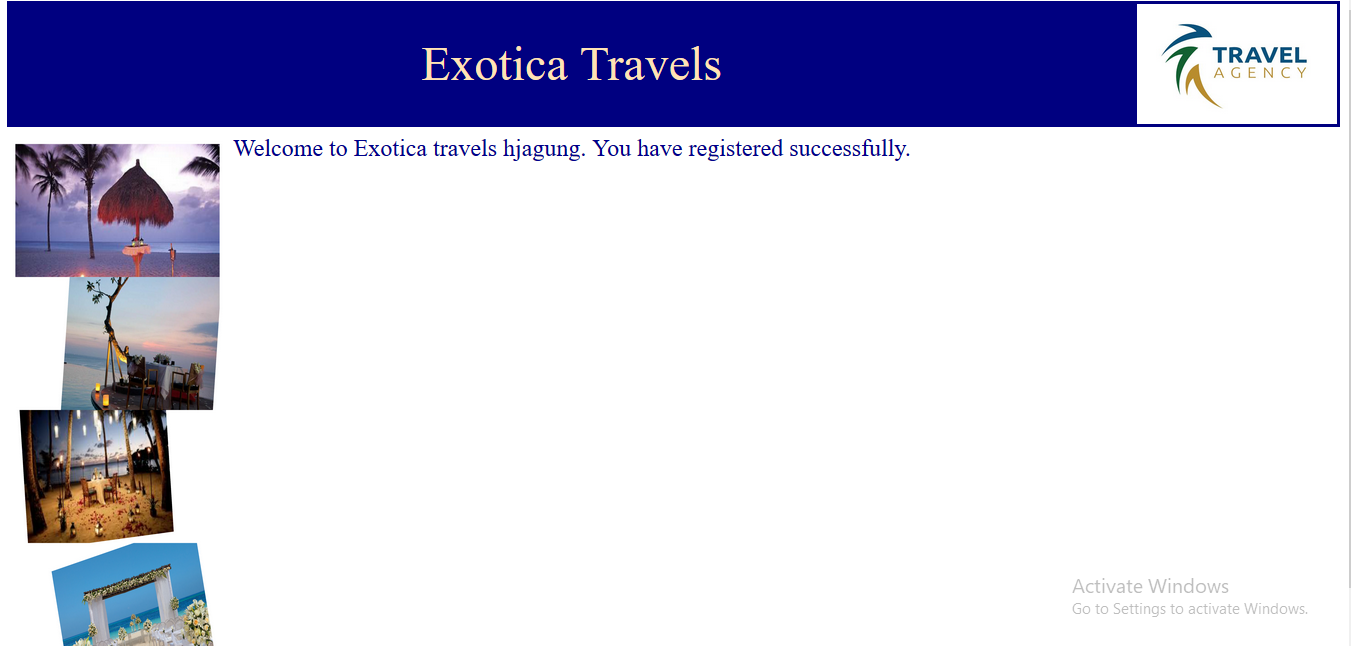 Exotica Travels
TRAVEL
AGENCY
Welcome to Exotica travels hjagung. You have registered successfully.
Activate Windows
Go to Settings to activate Windows.